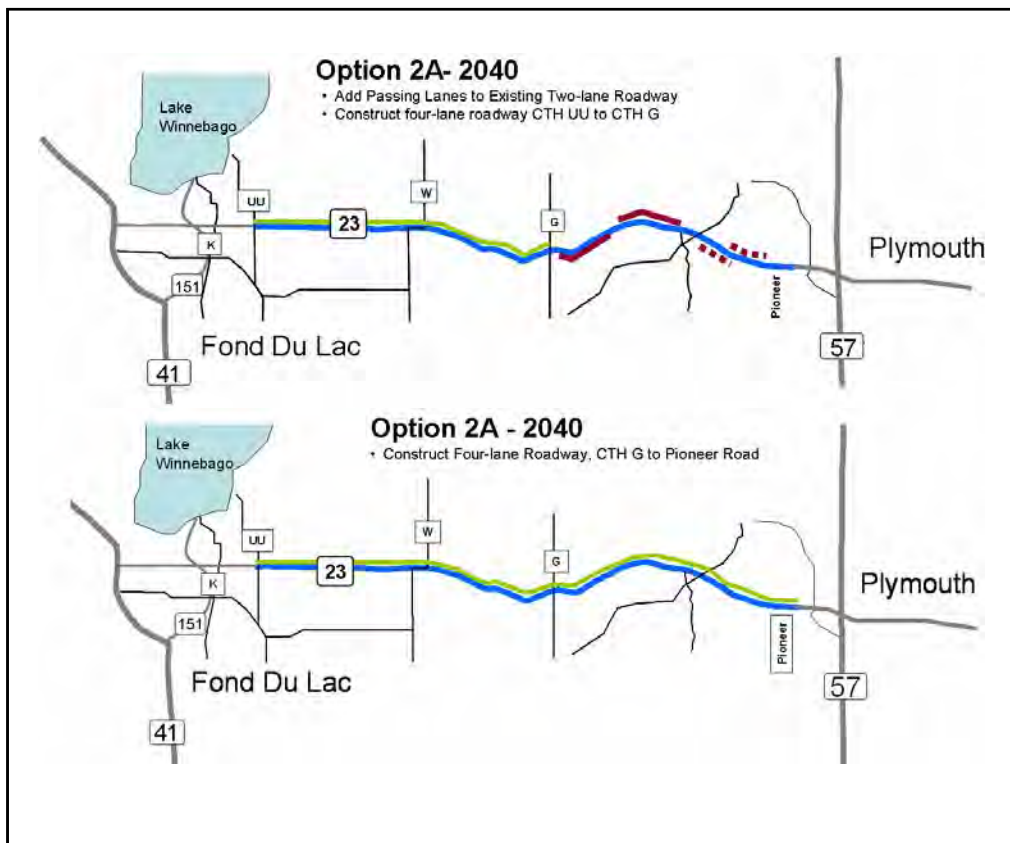 Option 2A- 2040
• Add Passing Lanes to Existing Two-lane Roadway
• Construct four-lane roadway CTH UU to CTH G
Lake
Winnebago
UU
W
23
G
K
151
Plymouth
Pioneer
Fond Du Lac
57
41
Option 2A - 2040
• Construct Four-lane Roadway, CTH G to Pioneer Road
Lake
Winnebago
UU
W
23
G
K
Plymouth
151
Pioneer
Fond Du Lac
57
41